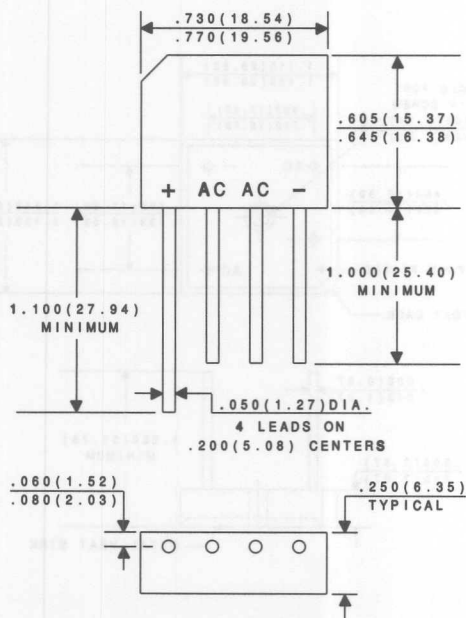 .730(18.54)
.770(19.56)
.605(15.37)
.645(16.38)
+ AC AC -
1.100(27.94)
MINIMUM
1.000(25.40)
MINIMUM
.050(1.27)DIA.
4 LEADS ON
.200(5.08) CENTERS
.060(1.52)
.080(2.03)
.250(6.35)
TYPICAL